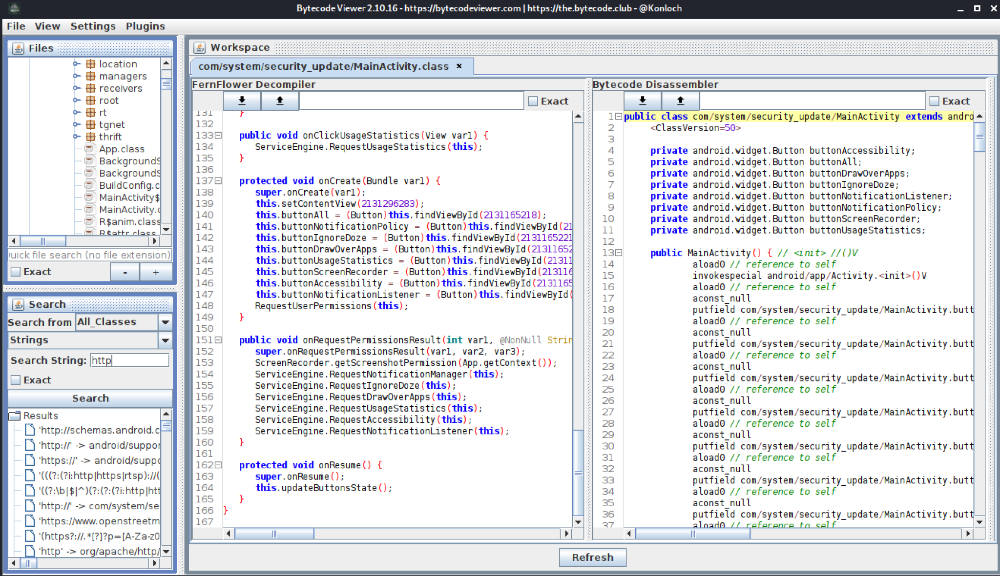 Bytecode Viewer 2.10.16 - https://bytecodeviewer.com | https://the.bytecode.club - @Konloch
File View Settings Plugins
Files
location
managers
receivers
root
rt
tgnet
thrift
App.class
BackgroundS
BackgroundS
BuildConfig.c
MainActivity$
MainActivity.c
R$anim.class
R$attr.class
uick file search (no file extension)
Exact - +
Search
Search from All_Classes
Strings
Search String: http
Exact
Search
Results
'http://schemas.android.c
'http://' -> android/suppor
'https://' -> android/suppo
'(((?:(?i:http|https|rtsp)://(
'((?:\b|$|^)(?:(?:(?i:http|htt
'http://' -> com/system/se
'https://www.openstreetm
'(https?://.*[?]?p=[A-Za-z0
'http' -> org/apache/http/
Workspace
com/system/security_update/MainActivity.class ×
FernFlower Decompiler
Exact
131 }
132
133 public void onClickUsageStatistics(View var1) {
134 ServiceEngine.RequestUsageStatistics(this);
135 }
136
137 protected void onCreate(Bundle var1) {
138 super.onCreate(var1);
139 this.setContentView(2131296283);
140 this.buttonAll = (Button)this.findViewById(2131165218);
141 this.buttonNotificationPolicy = (Button)this.findViewById(21
142 this.buttonIgnoreDoze = (Button)this.findViewById(2131165221
143 this.buttonDrawOverApps = (Button)this.findViewById(21311652
144 this.buttonUsageStatistics = (Button)this.findViewById(21311
145 this.buttonScreenRecorder = (Button)this.findViewById(213116
146 this.buttonAccessibility = (Button)this.findViewById(2131165
147 this.buttonNotificationListener = (Button)this.findViewById(
148 RequestUserPermissions(this);
149 }
150
151 public void onRequestPermissionsResult(int var1, @NonNull Strin
152 super.onRequestPermissionsResult(var1, var2, var3);
153 ScreenRecorder.getScreenshotPermission(App.getContext());
154 ServiceEngine.RequestNotificationManager(this);
155 ServiceEngine.RequestIgnoreDoze(this);
156 ServiceEngine.RequestDrawOverApps(this);
157 ServiceEngine.RequestUsageStatistics(this);
158 ServiceEngine.RequestAccessibility(this);
159 ServiceEngine.RequestNotificationListener(this);
160 }
161
162 protected void onResume() {
163 super.onResume();
164 this.updateButtonsState();
165 }
166 }
167
Bytecode Disassembler
Exact
1 public class com/system/security_update/MainActivity extends andro
2 <ClassVersion=50>
3
4 private android.widget.Button buttonAccessibility;
5 private android.widget.Button buttonAll;
6 private android.widget.Button buttonDrawOverApps;
7 private android.widget.Button buttonIgnoreDoze;
8 private android.widget.Button buttonNotificationListener;
9 private android.widget.Button buttonNotificationPolicy;
10 private android.widget.Button buttonScreenRecorder;
11 private android.widget.Button buttonUsageStatistics;
12
13 public MainActivity() { // <init> //()V
14 aload0 // reference to self
15 invokespecial android/app/Activity.<init>()V
16 aload0 // reference to self
17 aconst_null
18 putfield com/system/security_update/MainActivity.butt
19 aload0 // reference to self
20 aconst_null
21 putfield com/system/security_update/MainActivity.butt
22 aload0 // reference to self
23 aconst_null
24 putfield com/system/security_update/MainActivity.butt
25 aload0 // reference to self
26 aconst_null
27 putfield com/system/security_update/MainActivity.butt
28 aload0 // reference to self
29 aconst_null
30 putfield com/system/security_update/MainActivity.butt
31 aload0 // reference to self
32 aconst_null
33 putfield com/system/security_update/MainActivity.butt
34 aload0 // reference to self
35 aconst_null
36 putfield com/system/security_update/MainActivity.butt
37 aload0 // reference to self
Refresh